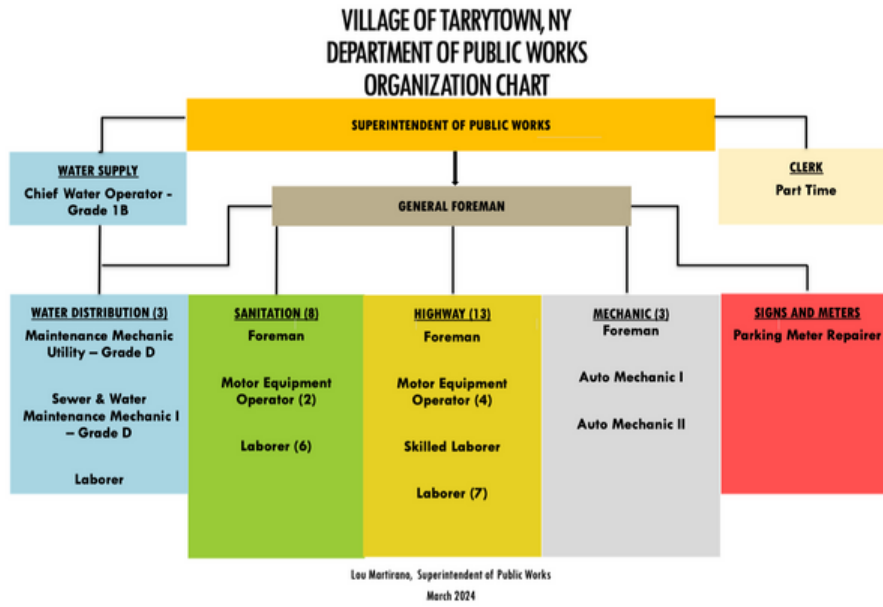 VILLAGE OF TARRYTOWN, NY
DEPARTMENT OF PUBLIC WORKS
ORGANIZATION CHART
SUPERINTENDENT OF PUBLIC WORKS
WATER SUPPLY
Chief Water Operator -
Grade 1B
CLERK
Part Time
GENERAL FOREMAN
WATER DISTRIBUTION (3)
Maintenance Mechanic
Utility – Grade D
Sewer & Water
Maintenance Mechanic I
– Grade D
Laborer
SANITATION (8)
Foreman
Motor Equipment
Operator (2)
Laborer (6)
HIGHWAY (13)
Foreman
Motor Equipment
Operator (4)
Skilled Laborer
Laborer (7)
MECHANIC (3)
Foreman
Auto Mechanic I
Auto Mechanic II
SIGNS AND METERS
Parking Meter Repairer
Lou Martirano, Superintendent of Public Works
March 2024